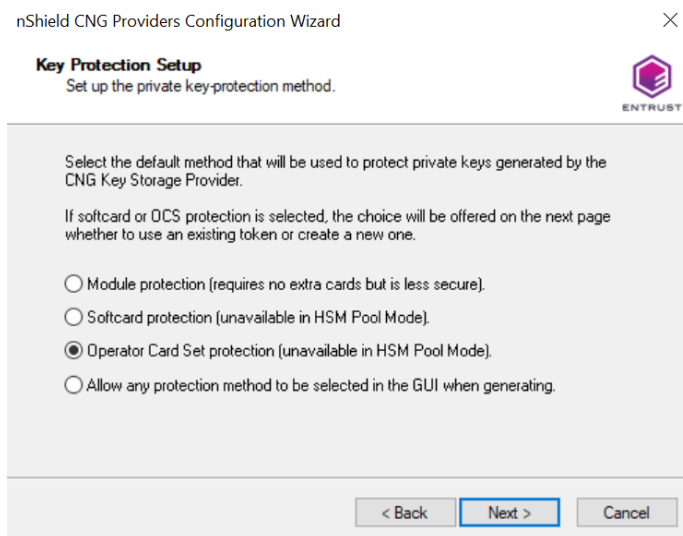 nShield CNG Providers Configuration Wizard
Key Protection Setup
Set up the private key-protection method.
ENTRUST
Select the default method that will be used to protect private keys generated by the
CNG Key Storage Provider.
If softcard or OCS protection is selected, the choice will be offered on the next page
whether to use an existing token or create a new one.
Module protection (requires no extra cards but is less secure).
Softcard protection (unavailable in HSM Pool Mode).
Operator Card Set protection (unavailable in HSM Pool Mode).
Allow any protection method to be selected in the GUI when generating.
< Back Next > Cancel